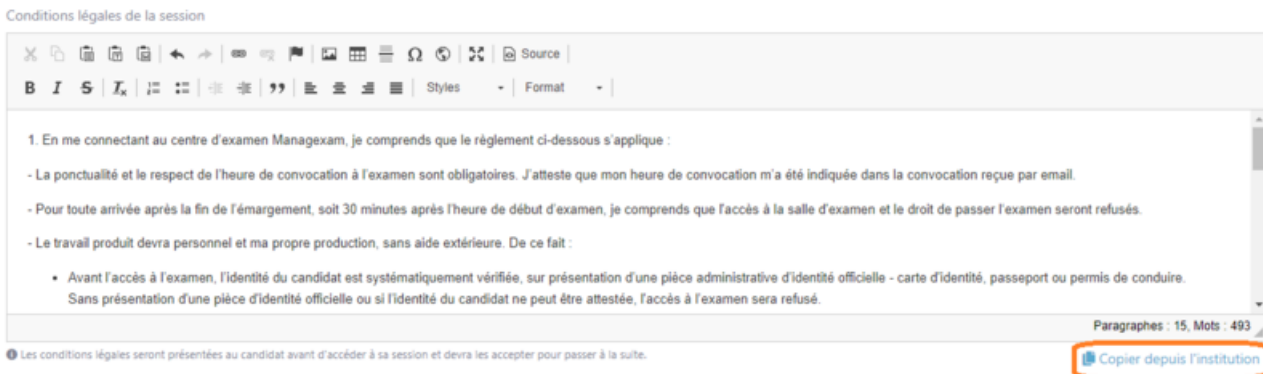 Conditions légales de la session
Source
Styles Format
1. En me connectant au centre d'examen Managexam, je comprends que le règlement ci-dessous s'applique :
- La ponctualité et le respect de l'heure de convocation à l'examen sont obligatoires. J'atteste que mon heure de convocation m'a été indiquée dans la convocation reçue par email.
- Pour toute arrivée après la fin de l'émargement, soit 30 minutes après l'heure de début d'examen, je comprends que l'accès à la salle d'examen et le droit de passer l'examen seront refusés.
- Le travail produit devra personnel et ma propre production, sans aide extérieure. De ce fait :
• Avant l'accès à l'examen, l'identité du candidat est systématiquement vérifiée, sur présentation d'une pièce administrative d'identité officielle - carte d'identité, passeport ou permis de conduire.
Sans présentation d'une pièce d'identité officielle ou si l'identité du candidat ne peut être attestée, l'accès à l'examen sera refusé.
Paragraphes : 15, Mots : 493
Les conditions légales seront présentées au candidat avant d'accéder à sa session et devra les accepter pour passer à la suite.
Copier depuis l'institution